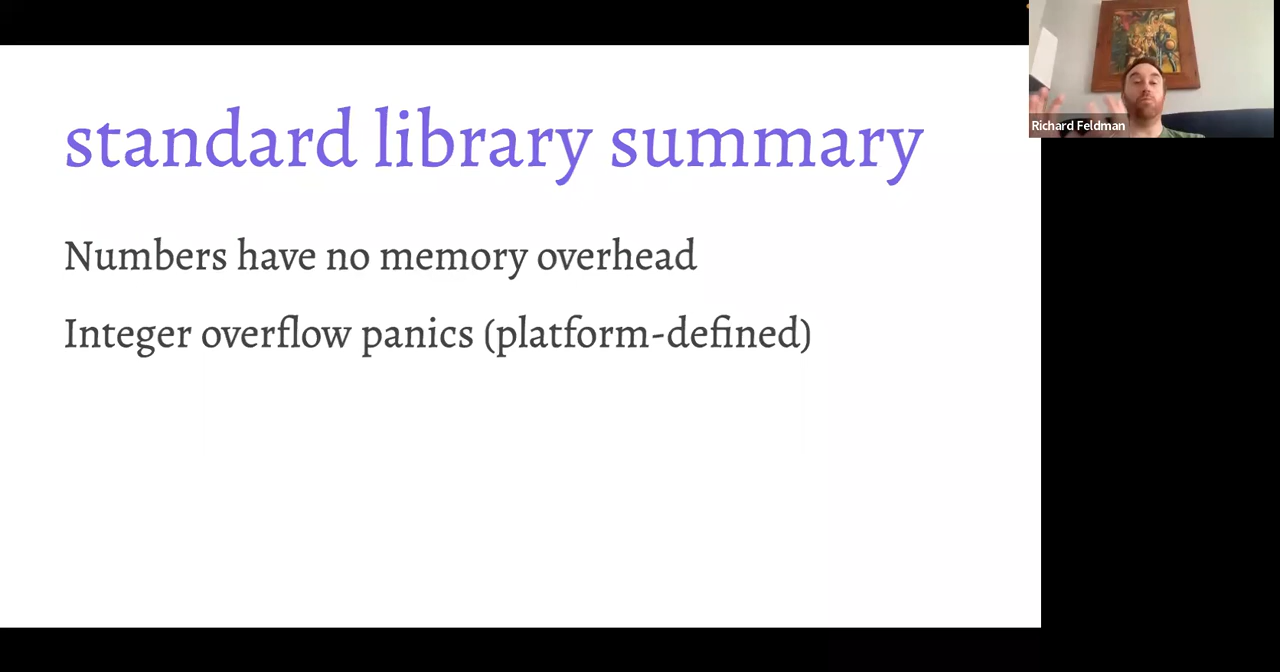 standard library summary
Numbers have no memory overhead
Integer overflow panics (platform-defined)
Richard Feldman